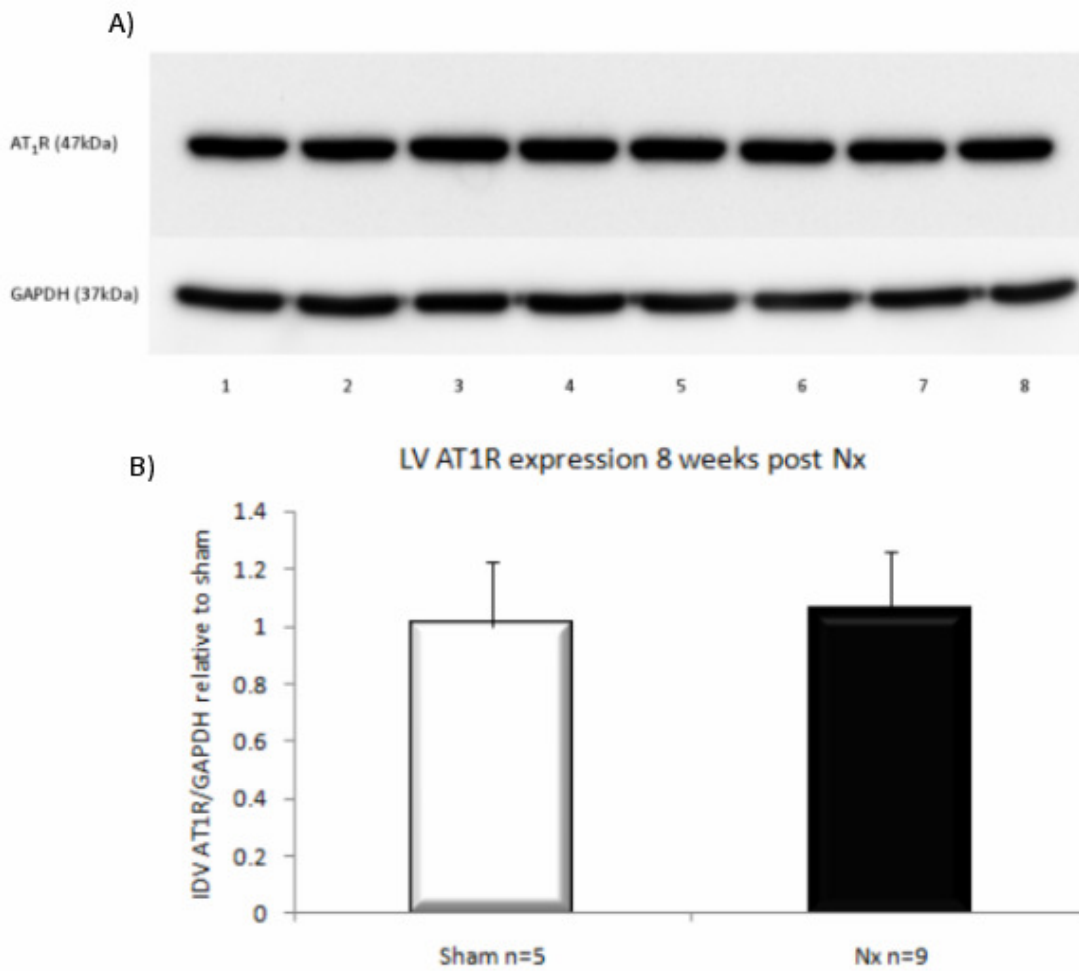 A)
AT₁R (47kDa)
GAPDH (37kDa)
1 2 3 4 5 6 7 8
B)
LV AT1R expression 8 weeks post Nx
IDV AT1R/GAPDH relative to sham
1.4
1.2
1
0.8
0.6
0.4
0.2
0
Sham n=5 Nx n=9